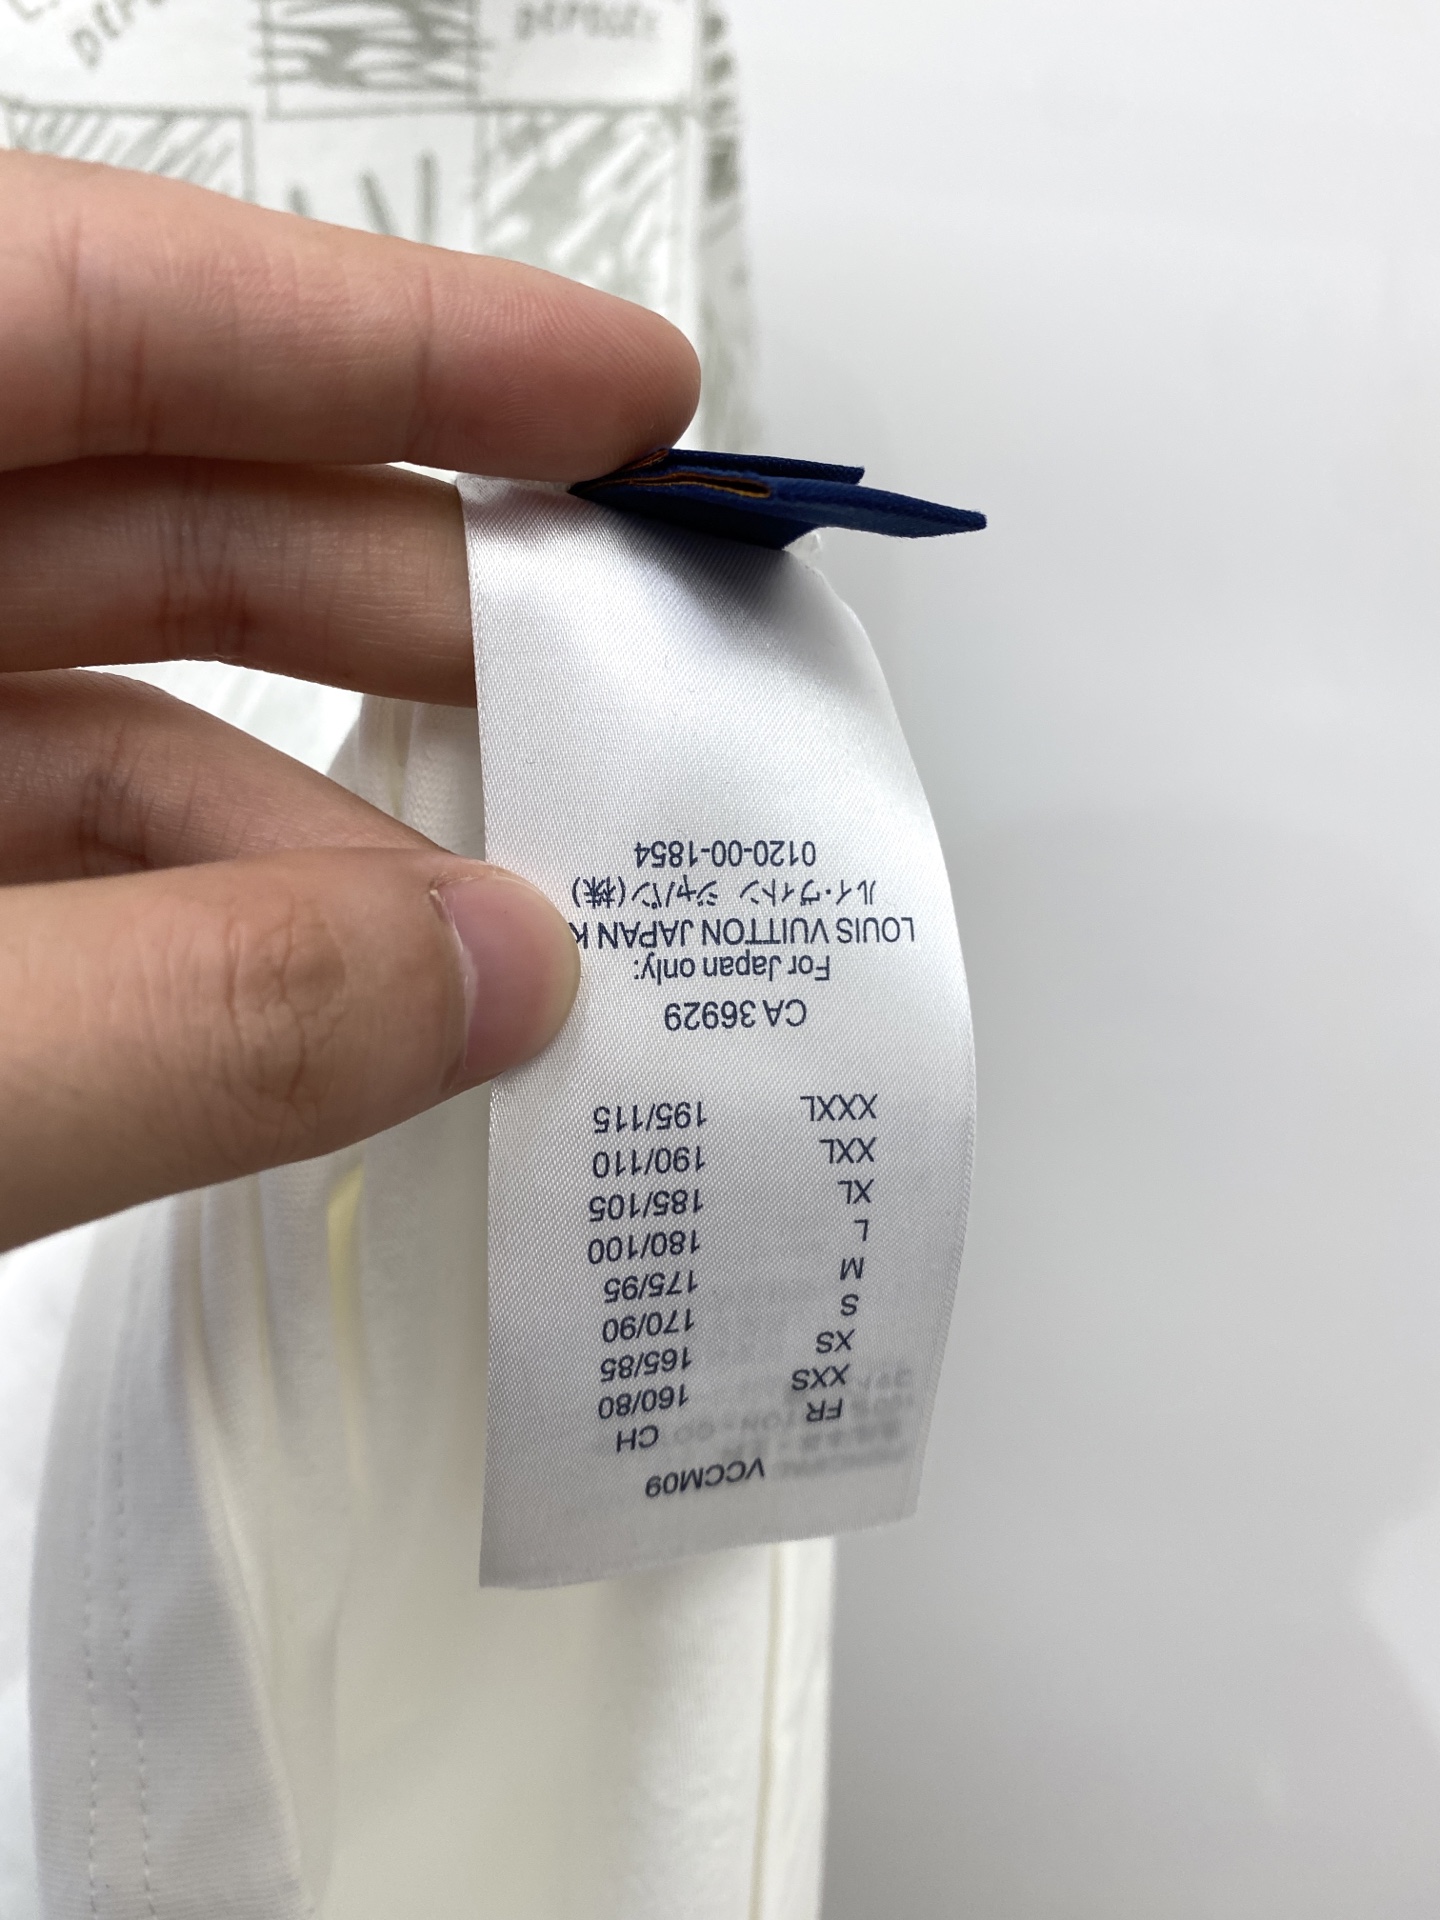 VCCM09
FR CH
XXS 160/80
XS 165/85
S 170/90
M 175/95
L 180/100
XL 185/105
XXL 190/110
XXXL 195/115
CA 36929
For Japan only:
LOUIS VUITTON JAPAN K
ルイ・ヴィトン ジャパン(株)
0120-00-1854
DEPOSE